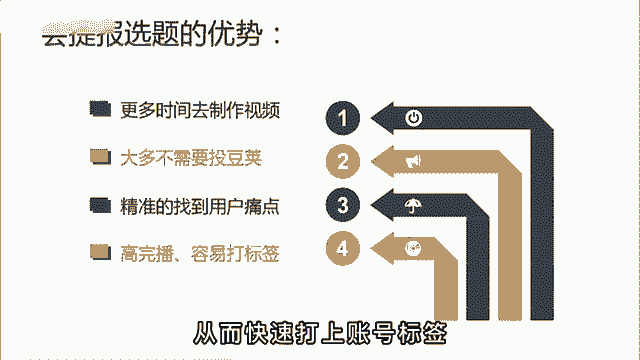 会提报选题的优势：
更多时间去制作视频
1
大多不需要投豆荚
2
精准的找到用户痛点
3
高完播、容易打标签
4
从而快速打上账号标签